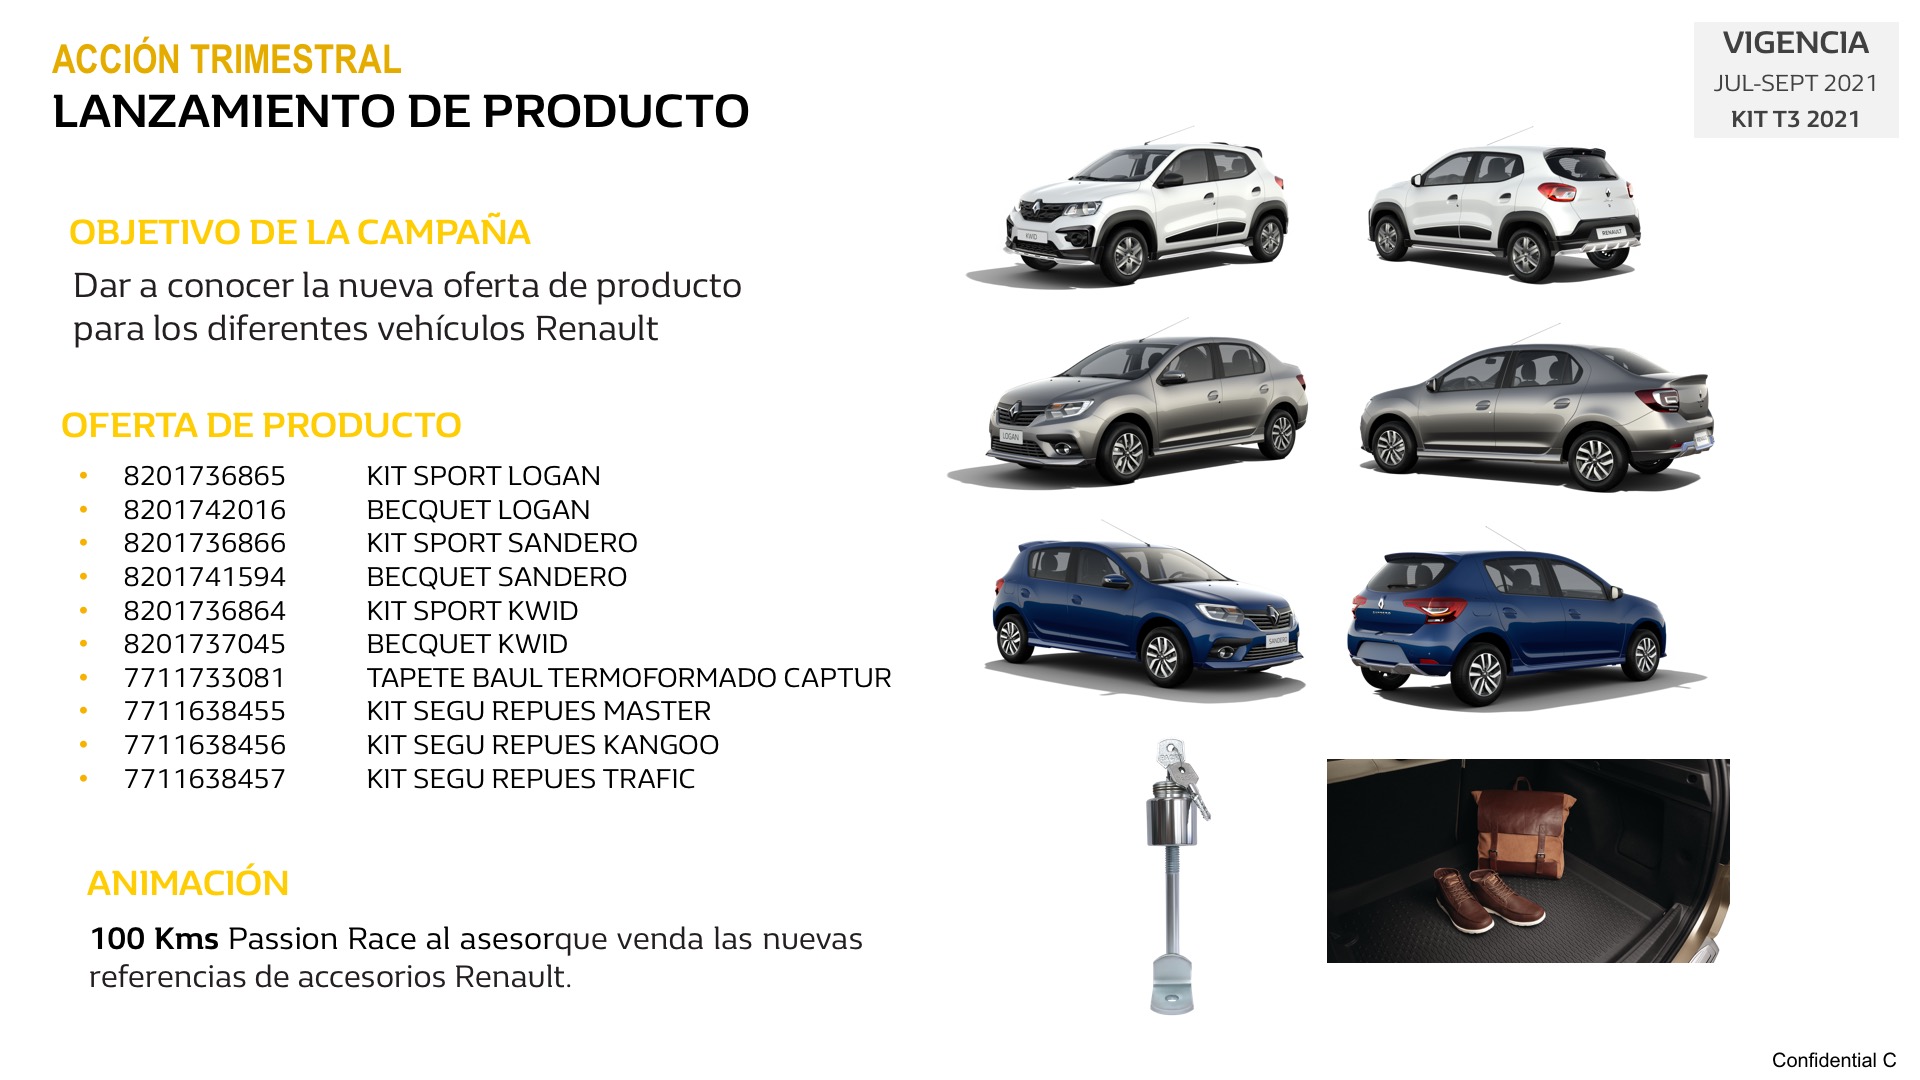 ACCIÓN TRIMESTRAL
LANZAMIENTO DE PRODUCTO
VIGENCIA
JUL-SEPT 2021
KIT T3 2021
OBJETIVO DE LA CAMPAÑA
Dar a conocer la nueva oferta de producto
para los diferentes vehículos Renault
OFERTA DE PRODUCTO
• 8201736865 KIT SPORT LOGAN
• 8201742016 BECQUET LOGAN
• 8201736866 KIT SPORT SANDERO
• 8201741594 BECQUET SANDERO
• 8201736864 KIT SPORT KWID
• 8201737045 BECQUET KWID
• 7711733081 TAPETE BAUL TERMOFORMADO CAPTUR
• 7711638455 KIT SEGU REPUES MASTER
• 7711638456 KIT SEGU REPUES KANGOO
• 7711638457 KIT SEGU REPUES TRAFIC
ANIMACIÓN
100 Kms Passion Race al asesorque venda las nuevas
referencias de accesorios Renault.
KWID
RENAULT
LOGAN
SANDERO
Confidential C